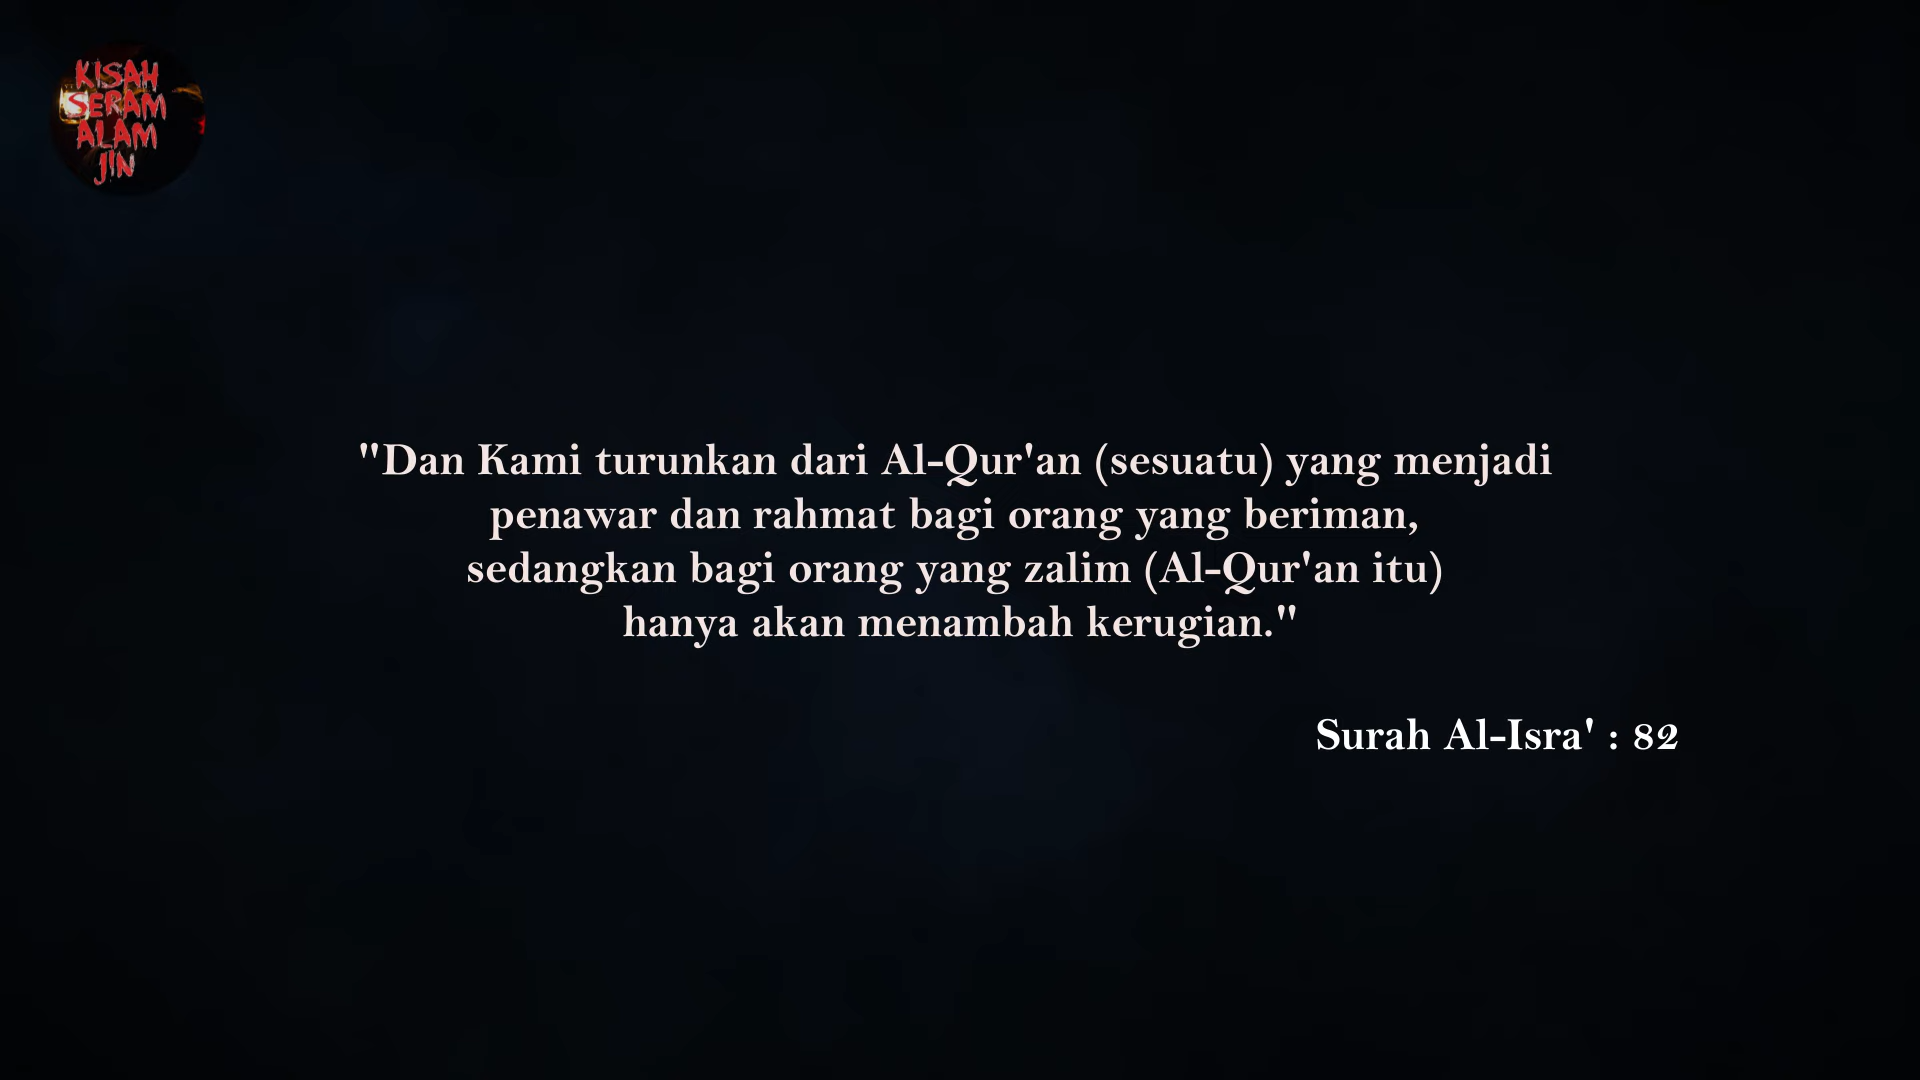 KISAH
SERAM
ALAM
JIN
"Dan Kami turunkan dari Al-Qur'an (sesuatu) yang menjadi
penawar dan rahmat bagi orang yang beriman,
sedangkan bagi orang yang zalim (Al-Qur'an itu)
hanya akan menambah kerugian."
Surah Al-Isra' : 82